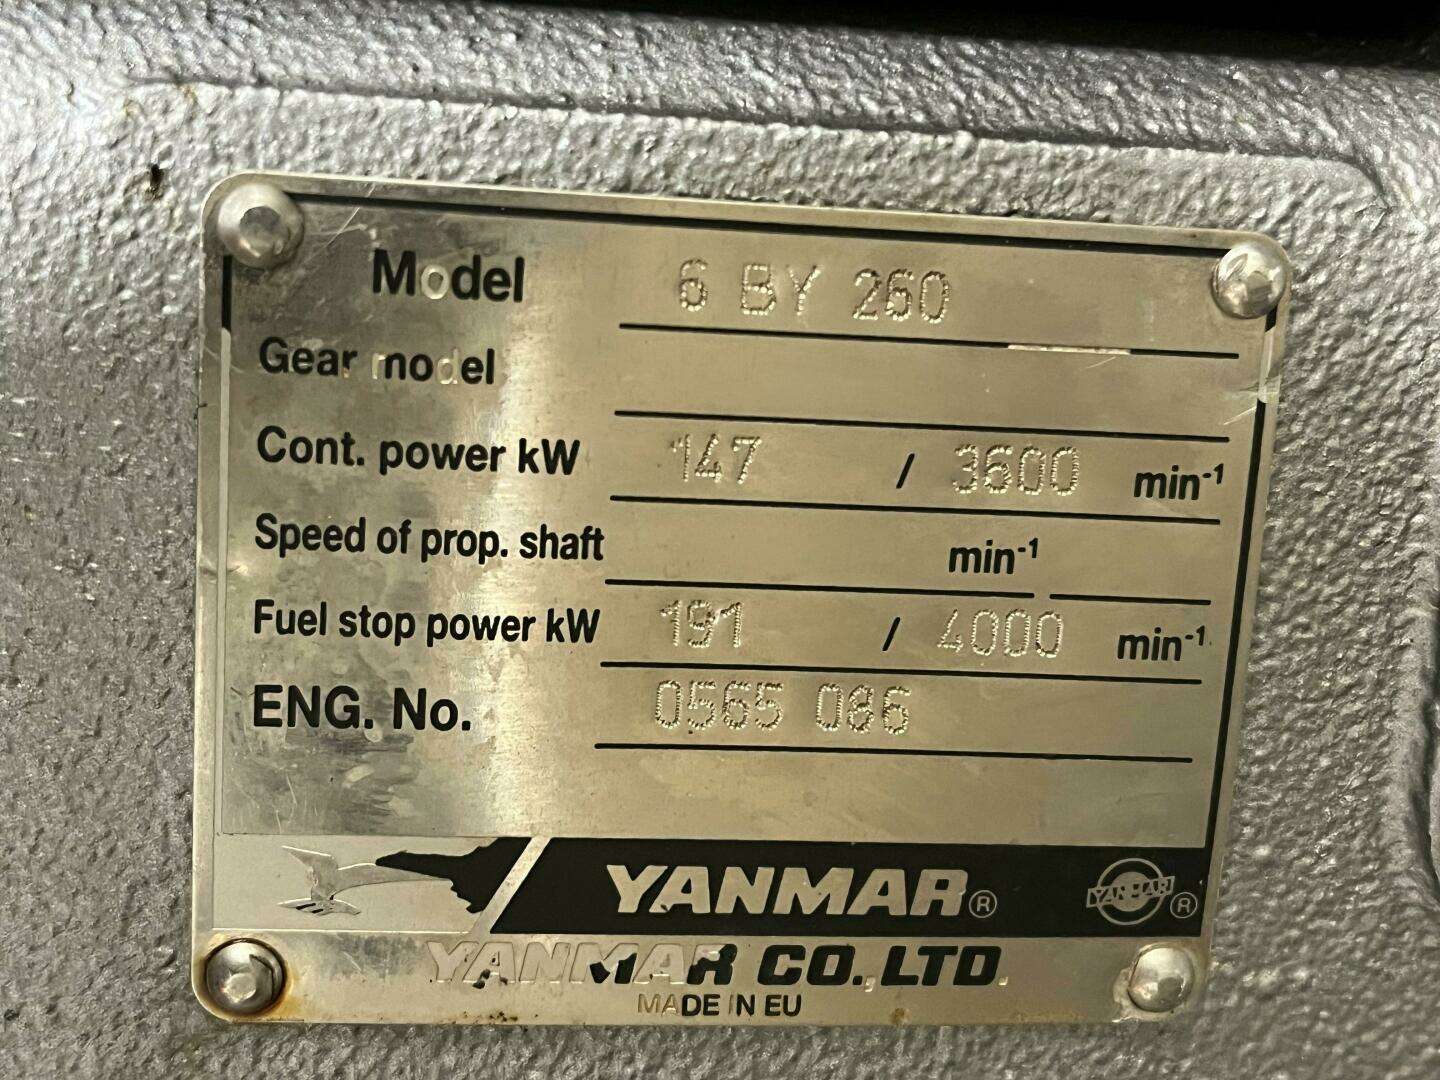 Model 6 BY 260
Gear model
Cont. power kW 147 / 3600 min-1
Speed of prop. shaft min-1
Fuel stop power kW 191 / 4000 min-1
ENG. No. 0565 086
YANMAR® YANMAR ®
YANMAR CO.,LTD.
MADE IN EU